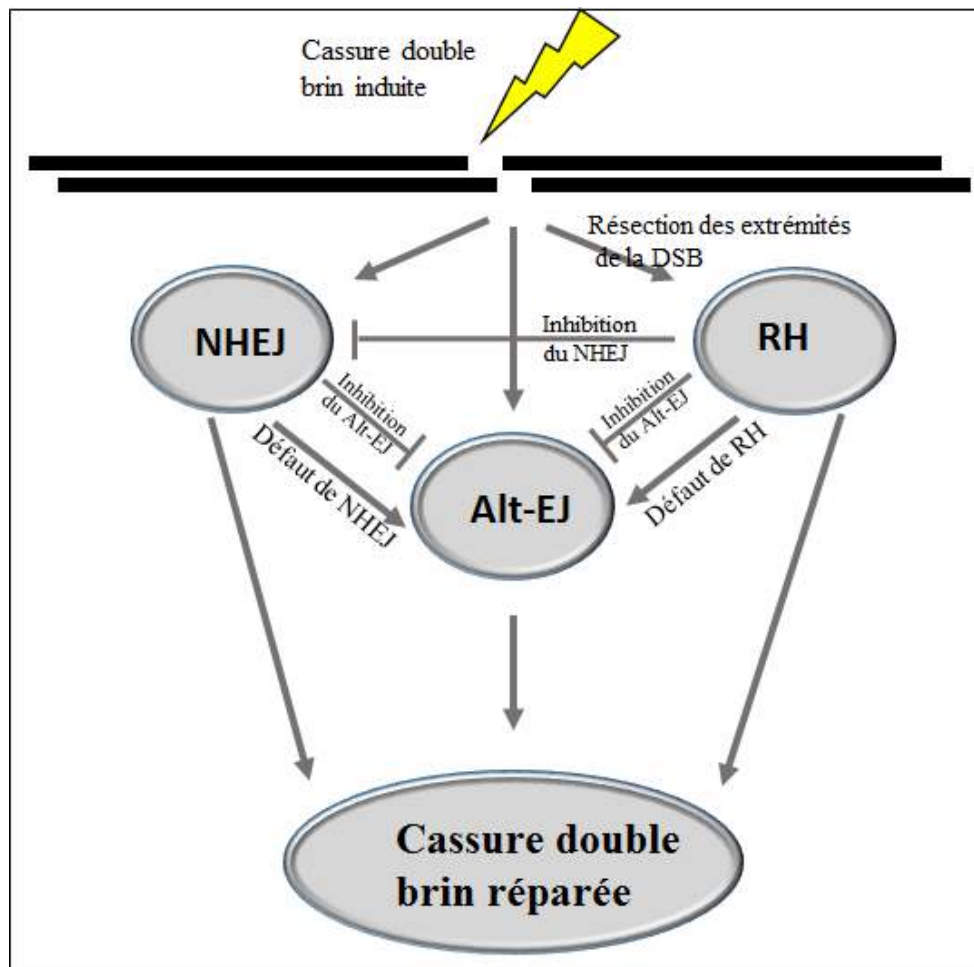 Cassure double
brin induite
Résection des extrémités
de la DSB
NHEJ
Inhibition
du NHEJ
RH
Inhibition
du Alt-EJ
Inhibition
du Alt-EJ
Défaut de NHEJ
Alt-EJ
Défaut de RH
Cassure double
brin réparée